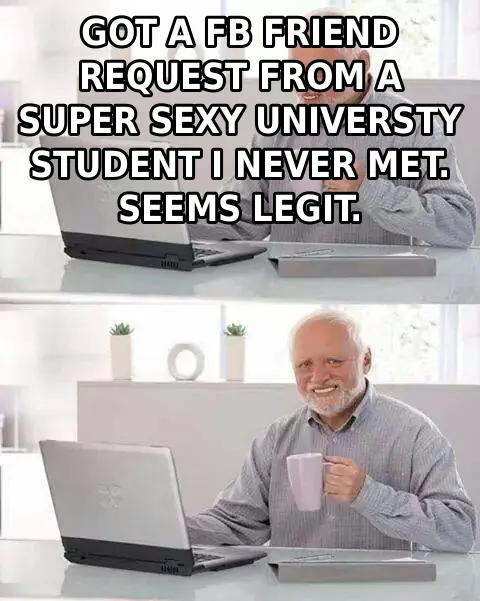 GOT A FB FRIEND
REQUEST FROM A
SUPER SEXY UNIVERSTY
STUDENT I NEVER MET.
SEEMS LEGIT.